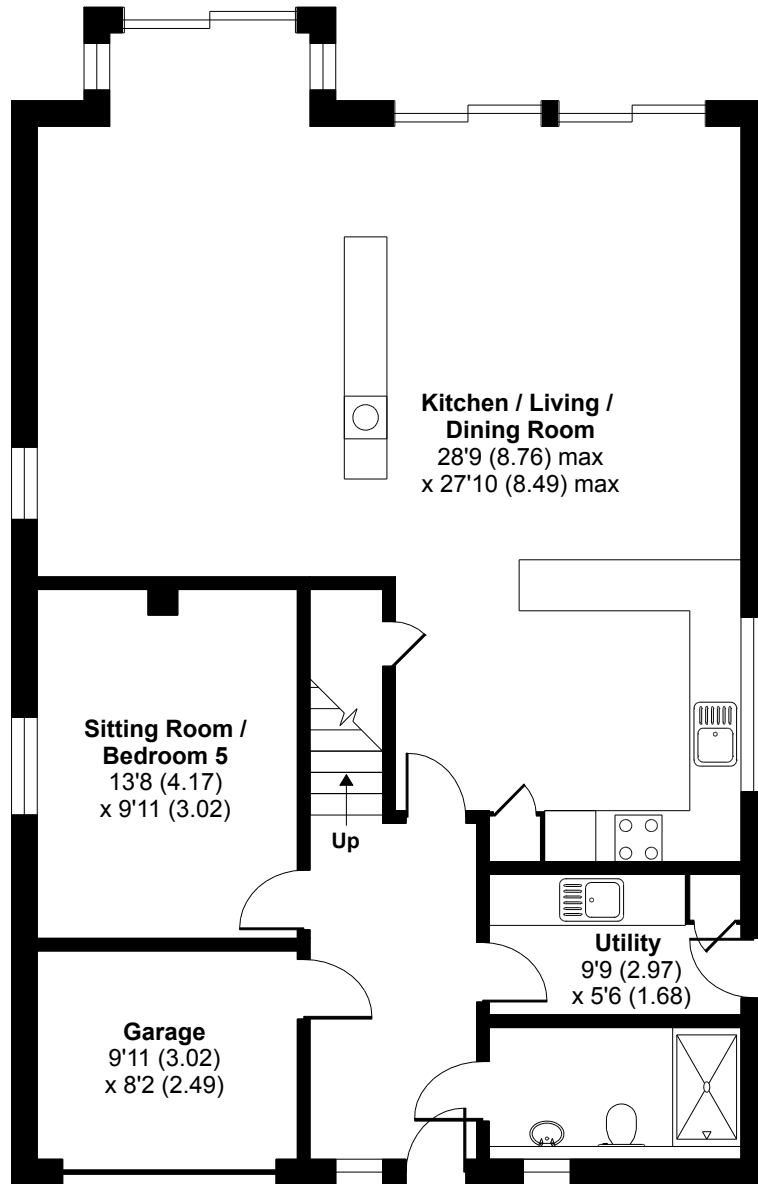 Kitchen / Living /
Dining Room
28'9 (8.76) max
x 27'10 (8.49) max
Sitting Room /
Bedroom 5
13'8 (4.17)
x 9'11 (3.02)
Up
Utility
9'9 (2.97)
x 5'6 (1.68)
Garage
9'11 (3.02)
x 8'2 (2.49)